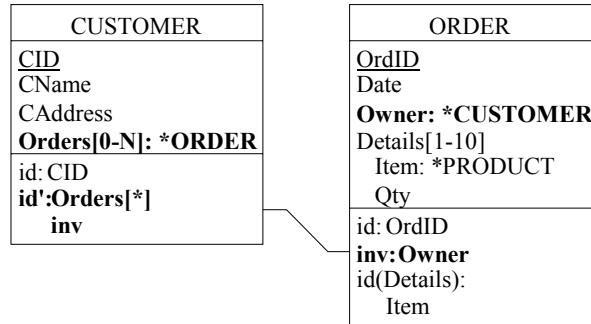 CUSTOMER
CID
CName
CAddress
Orders[0-N]: *ORDER
id: CID
id':Orders[*]
inv
ORDER
OrdID
Date
Owner: *CUSTOMER
Details[1-10]
Item: *PRODUCT
Qty
id: OrdID
inv:Owner
id(Details):
Item